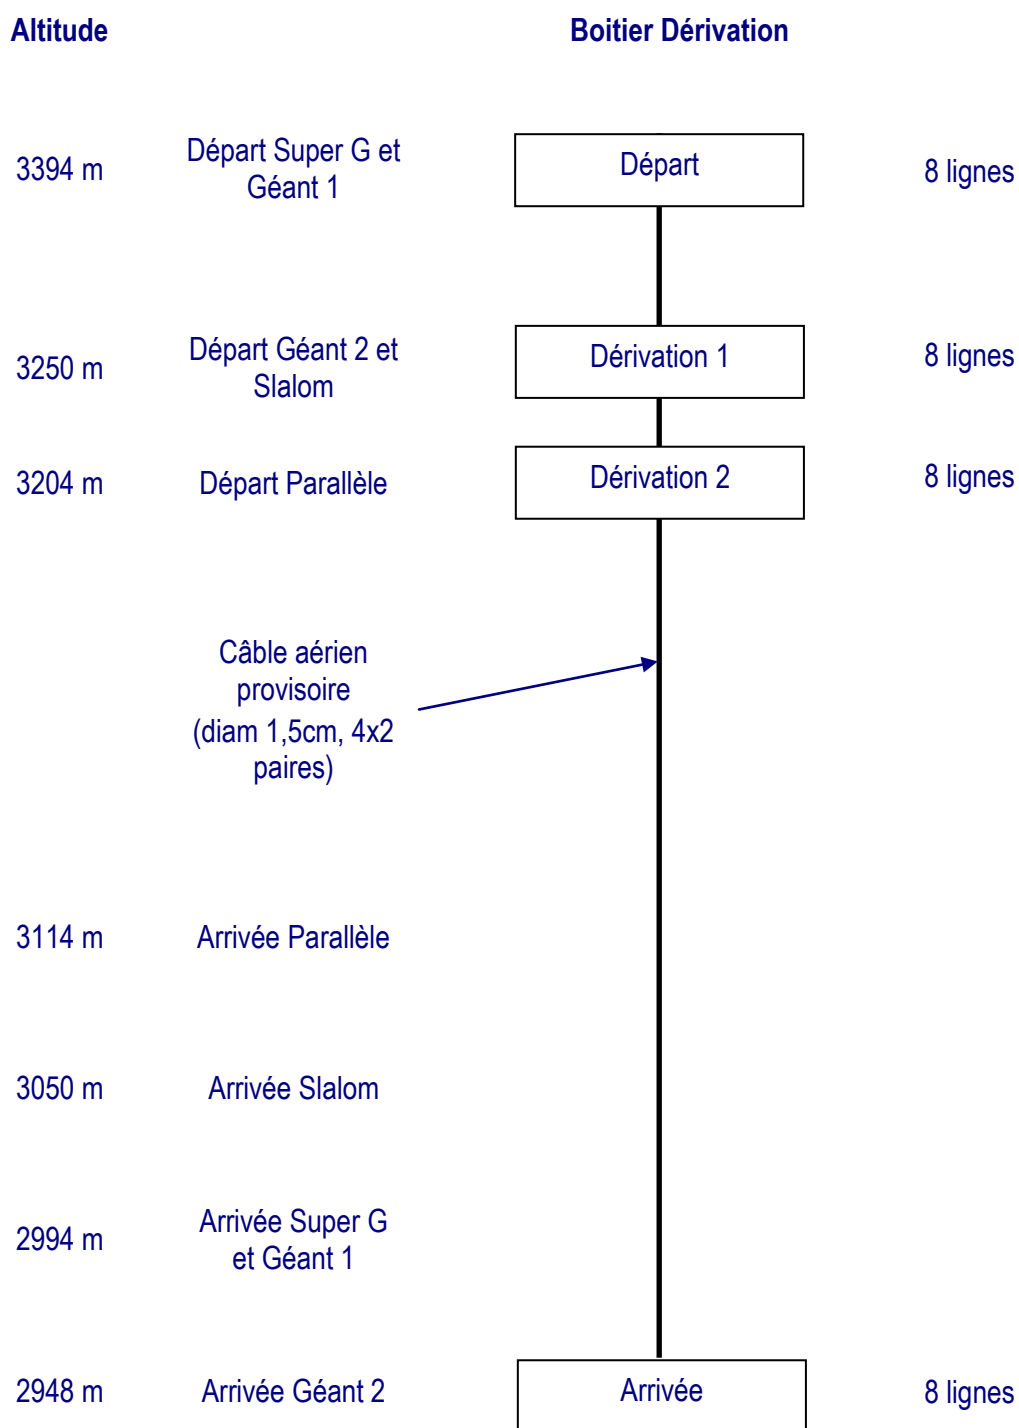 Altitude
Boitier Dérivation
3394 m
Départ Super G et
Géant 1
Départ
8 lignes
3250 m
Départ Géant 2 et
Slalom
Dérivation 1
8 lignes
3204 m
Départ Parallèle
Dérivation 2
8 lignes
Câble aérien
provisoire
(diam 1,5cm, 4x2
paires)
3114 m
Arrivée Parallèle
3050 m
Arrivée Slalom
2994 m
Arrivée Super G
et Géant 1
2948 m
Arrivée Géant 2
Arrivée
8 lignes